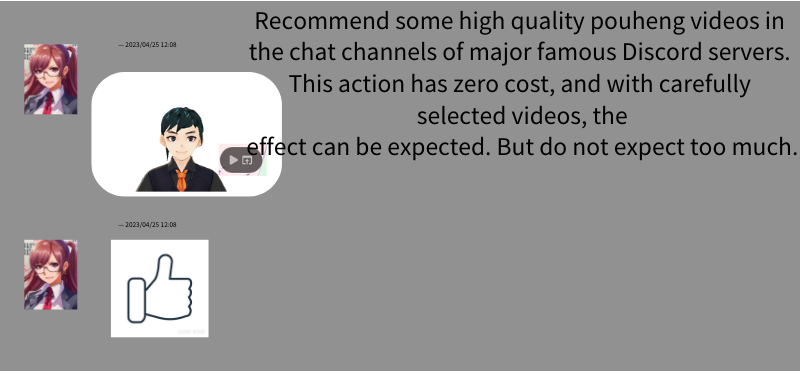 Recommend some high quality pouheng videos in
the chat channels of major famous Discord servers.
This action has zero cost, and with carefully
selected videos, the
effect can be expected. But do not expect too much.
— 2023/04/25 12:08
— 2023/04/25 12:08